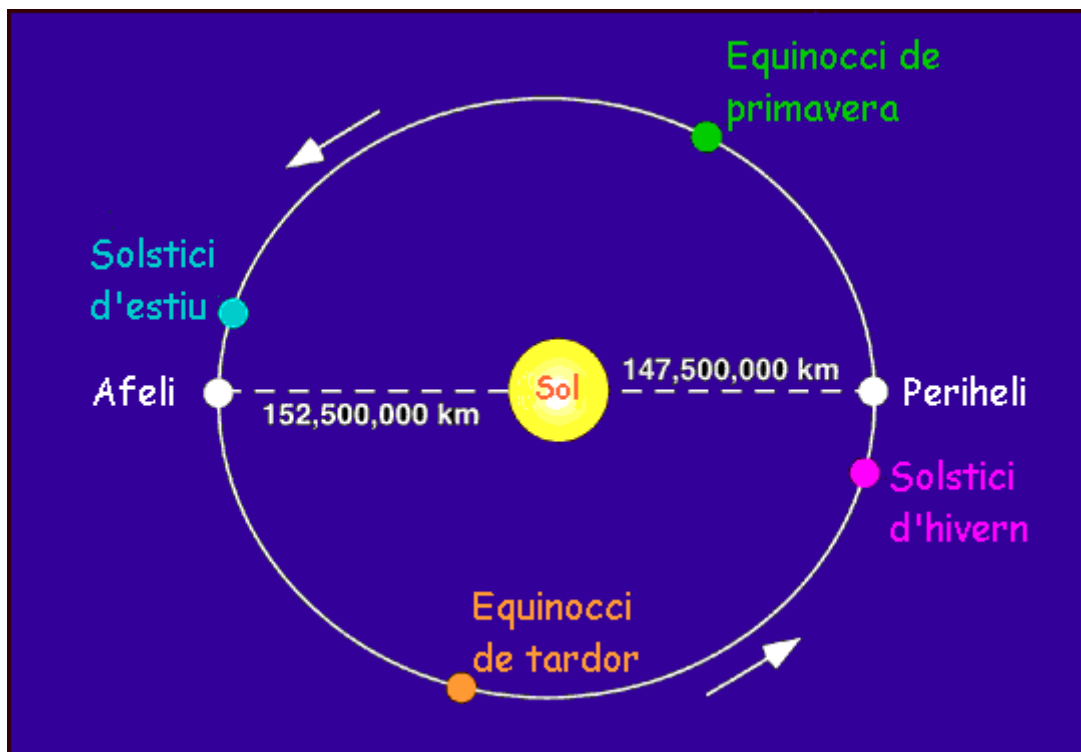 Equinocci de
primavera
Solstici
d'estiu
Afeli
152,500,000 km
Sol
147,500,000 km
Periheli
Solstici
d'hivern
Equinocci
de tardor